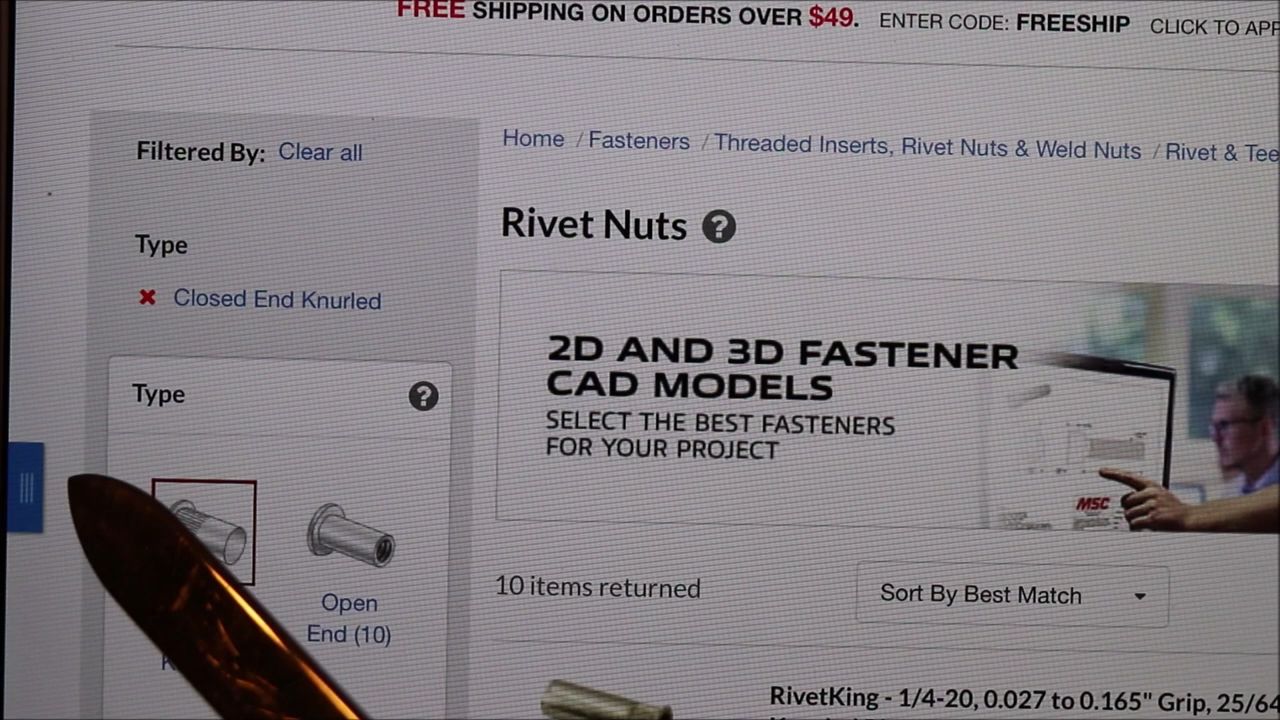 FREE SHIPPING ON ORDERS OVER $49. ENTER CODE: FREESHIP CLICK TO APP
Filtered By: Clear all
Home / Fasteners / Threaded Inserts, Rivet Nuts & Weld Nuts / Rivet & Tee
Type
Rivet Nuts ?
✖ Closed End Knurled
2D AND 3D FASTENER
CAD MODELS
SELECT THE BEST FASTENERS
FOR YOUR PROJECT
MSC
Type ?
Open
End (10)
10 items returned
Sort By Best Match
RivetKing - 1/4-20, 0.027 to 0.165" Grip, 25/64